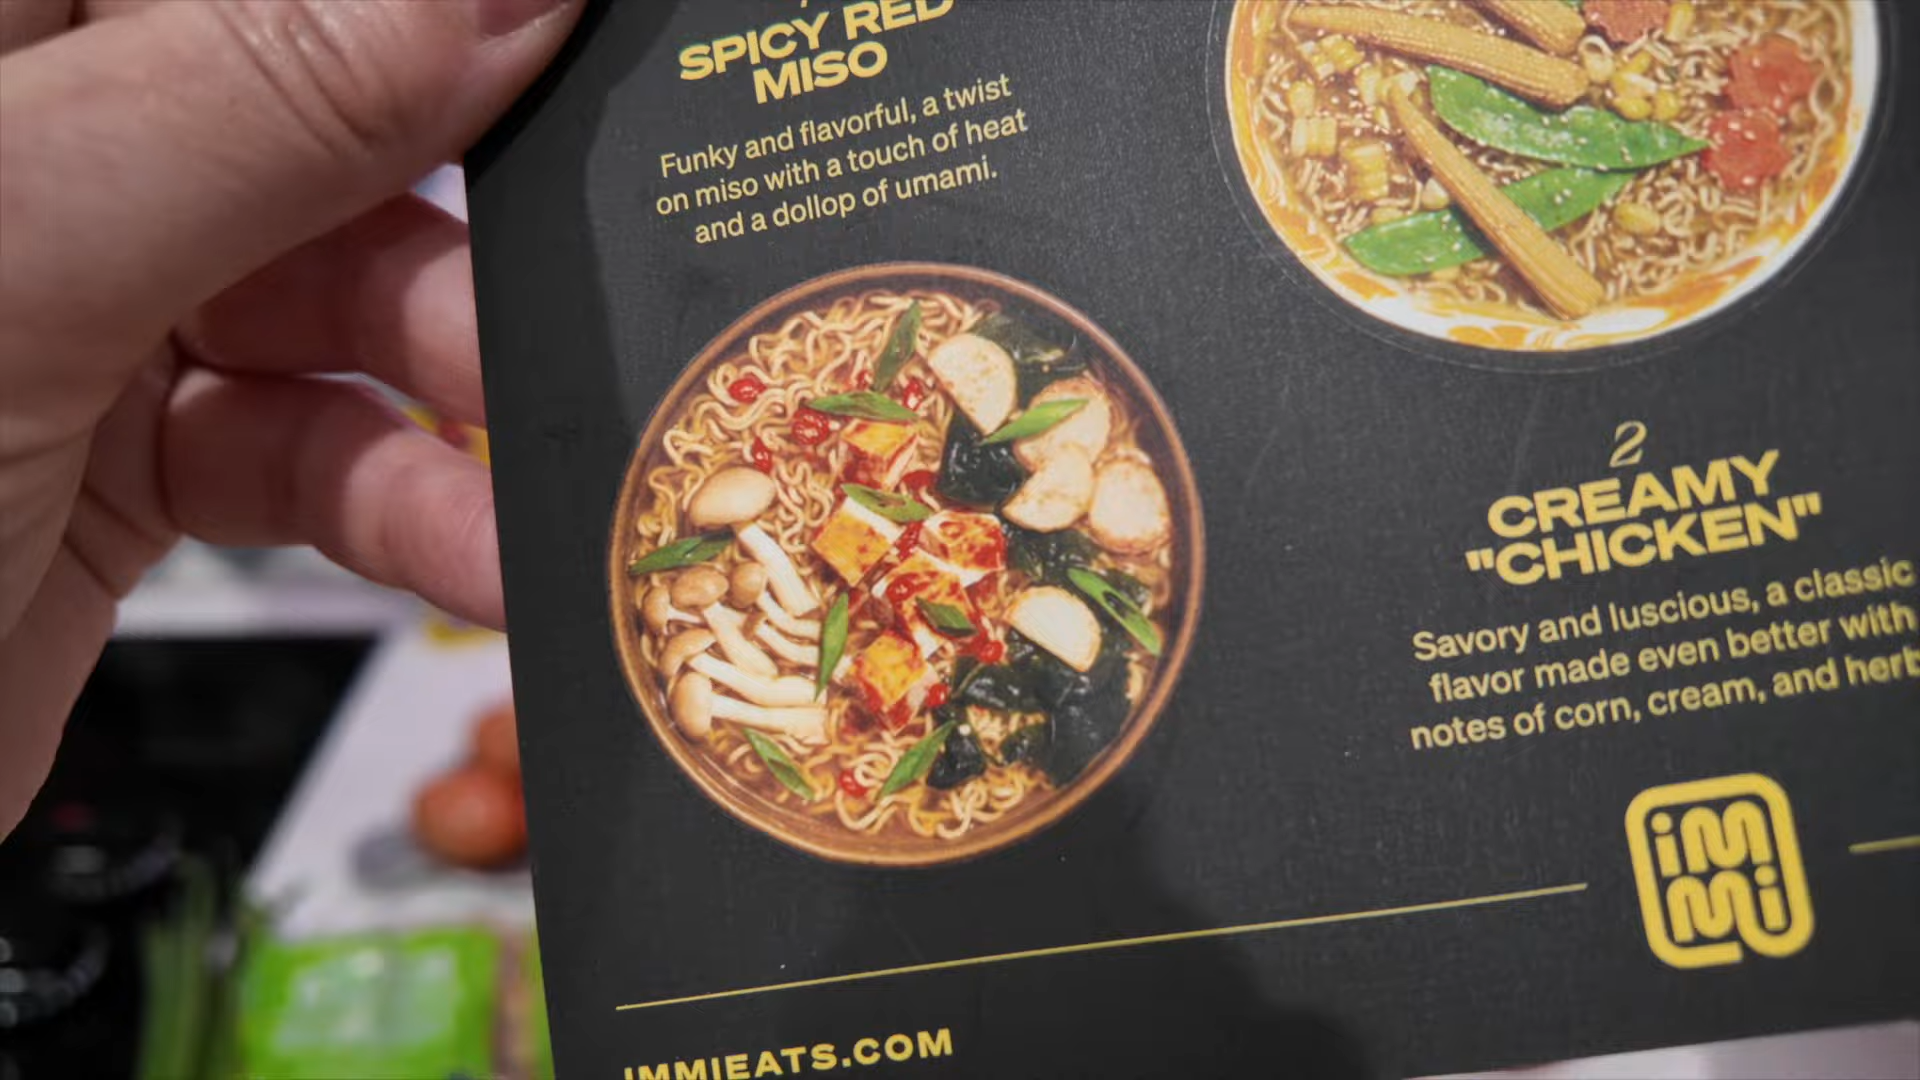 SPICY RED
MISO
Funky and flavorful, a twist
on miso with a touch of heat
and a dollop of umami.
2
CREAMY
"CHICKEN"
Savory and luscious, a classic
flavor made even better with
notes of corn, cream, and herb
immi
IMMIEATS.COM